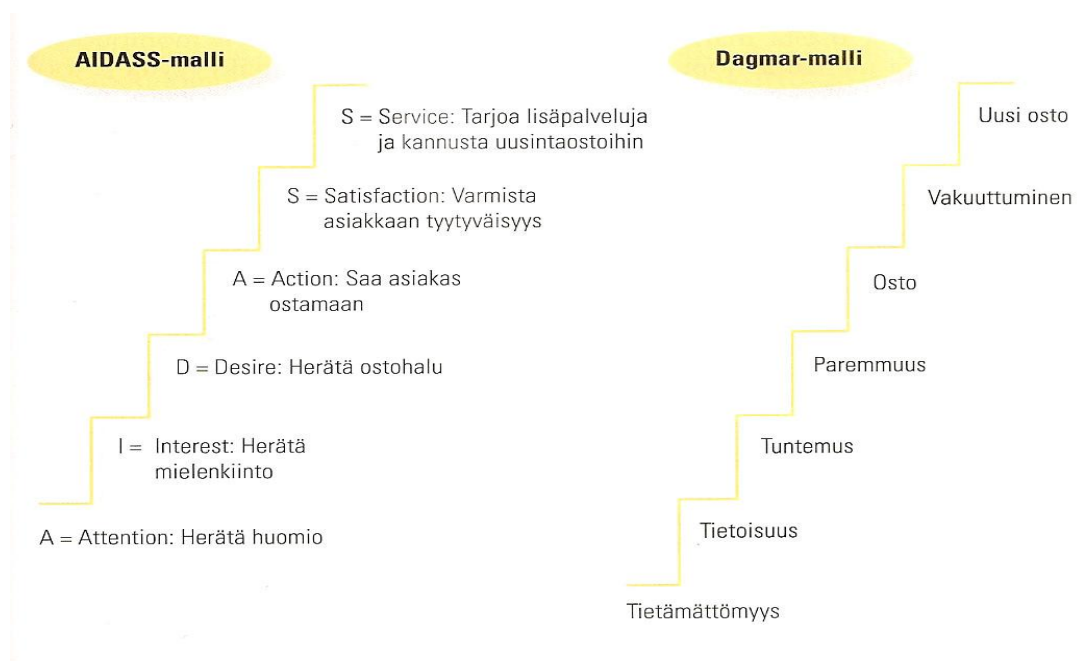 AIDASS-malli
S = Service: Tarjoa lisäpalveluja
ja kannusta uusintaostoihin
S = Satisfaction: Varmista
asiakkaan tyytyväisyys
A = Action: Saa asiakas
ostamaan
D = Desire: Herätä ostohalu
I = Interest: Herätä
mielenkiinto
A = Attention: Herätä huomio
Dagmar-malli
Uusi osto
Vakuuttuminen
Osto
Paremmuus
Tuntemus
Tietoisuus
Tietämättömyys